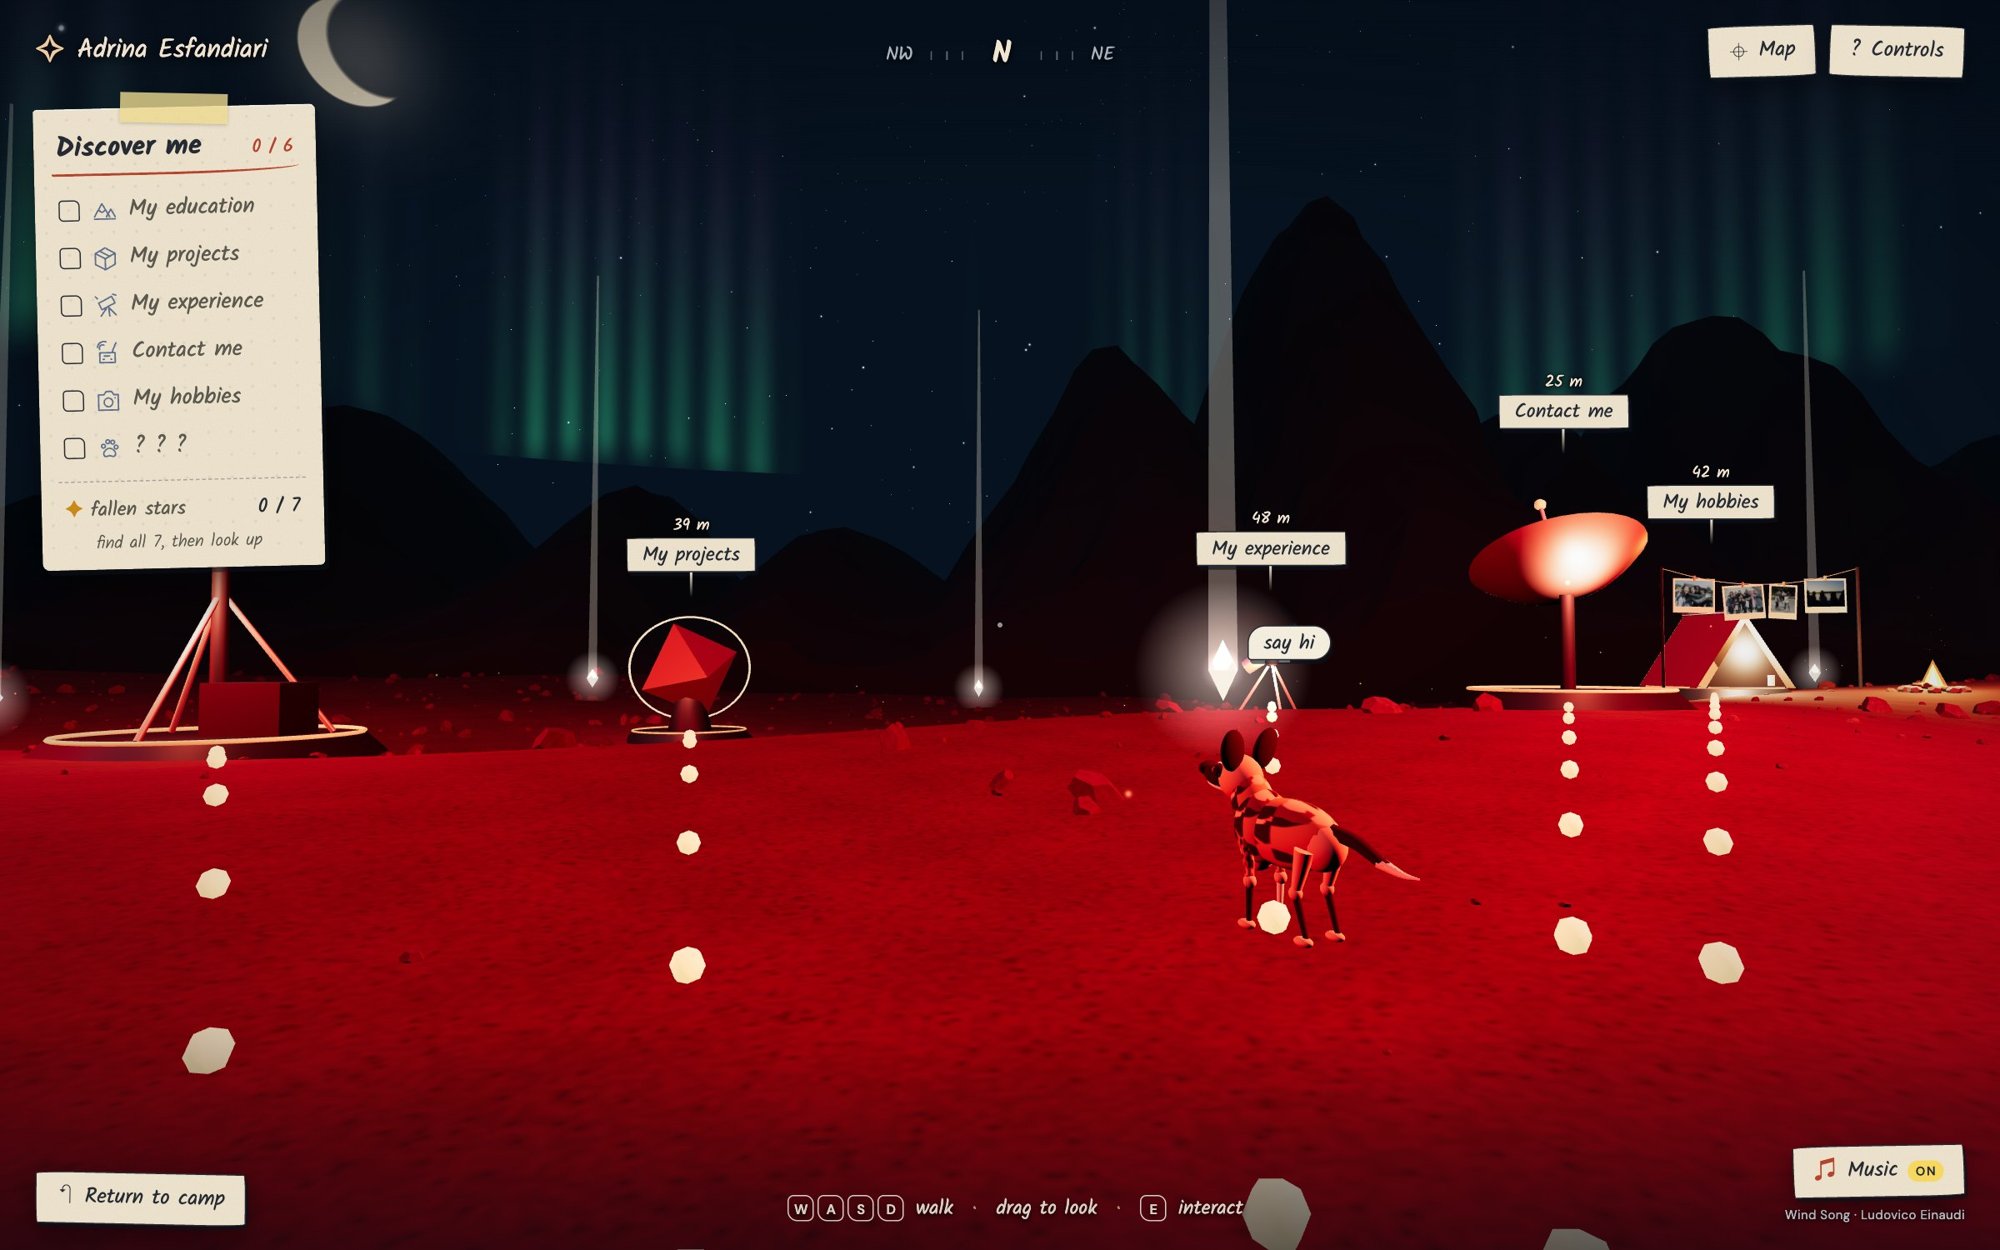 Adrina Esfandiari
NW N NE
Map
? Controls
Discover me 0 / 6
My education
My projects
My experience
Contact me
My hobbies
? ? ?
fallen stars 0 / 7
find all 7, then look up
25 m
Contact me
42 m
My hobbies
48 m
My experience
39 m
My projects
say hi
Return to camp
W A S D walk · drag to look · E interact
Music ON
Wind Song · Ludovico Einaudi